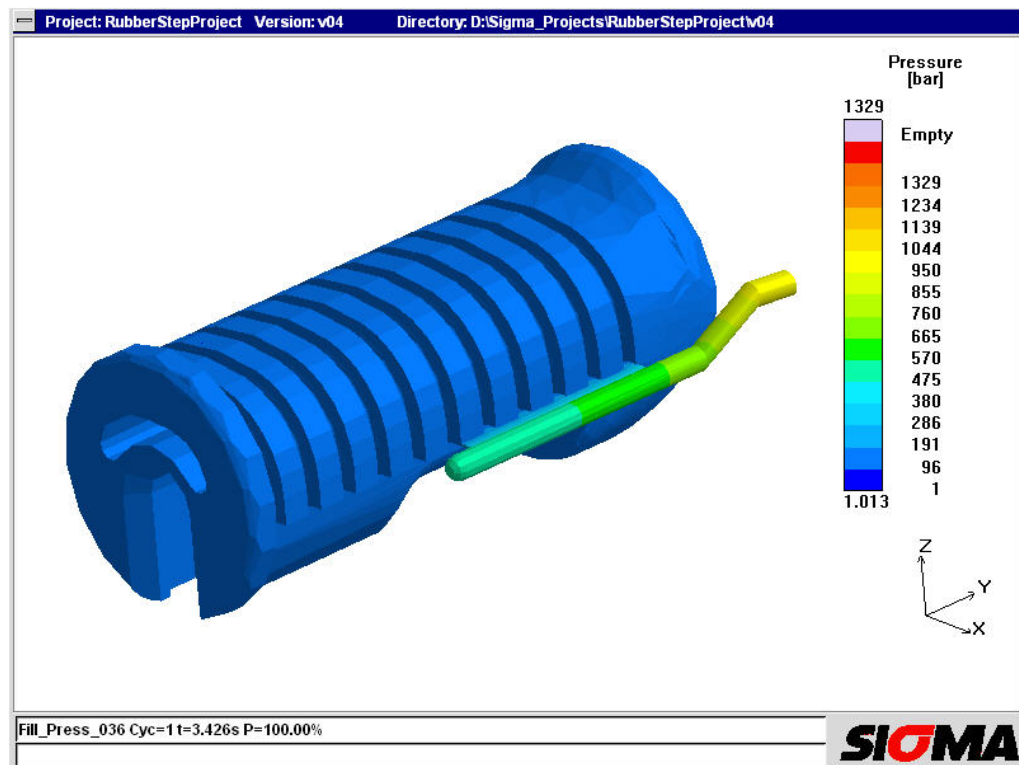 Project: RubberStepProject Version: v04 Directory: D:\Sigma_Projects\RubberStepProject\v04
Pressure
[bar]
1329
Empty
1329
1234
1139
1044
950
855
760
665
570
475
380
286
191
96
1
1.013
Z
Y
X
Fill_Press_036 Cyc=1 t=3.426s P=100.00%
SIGMA